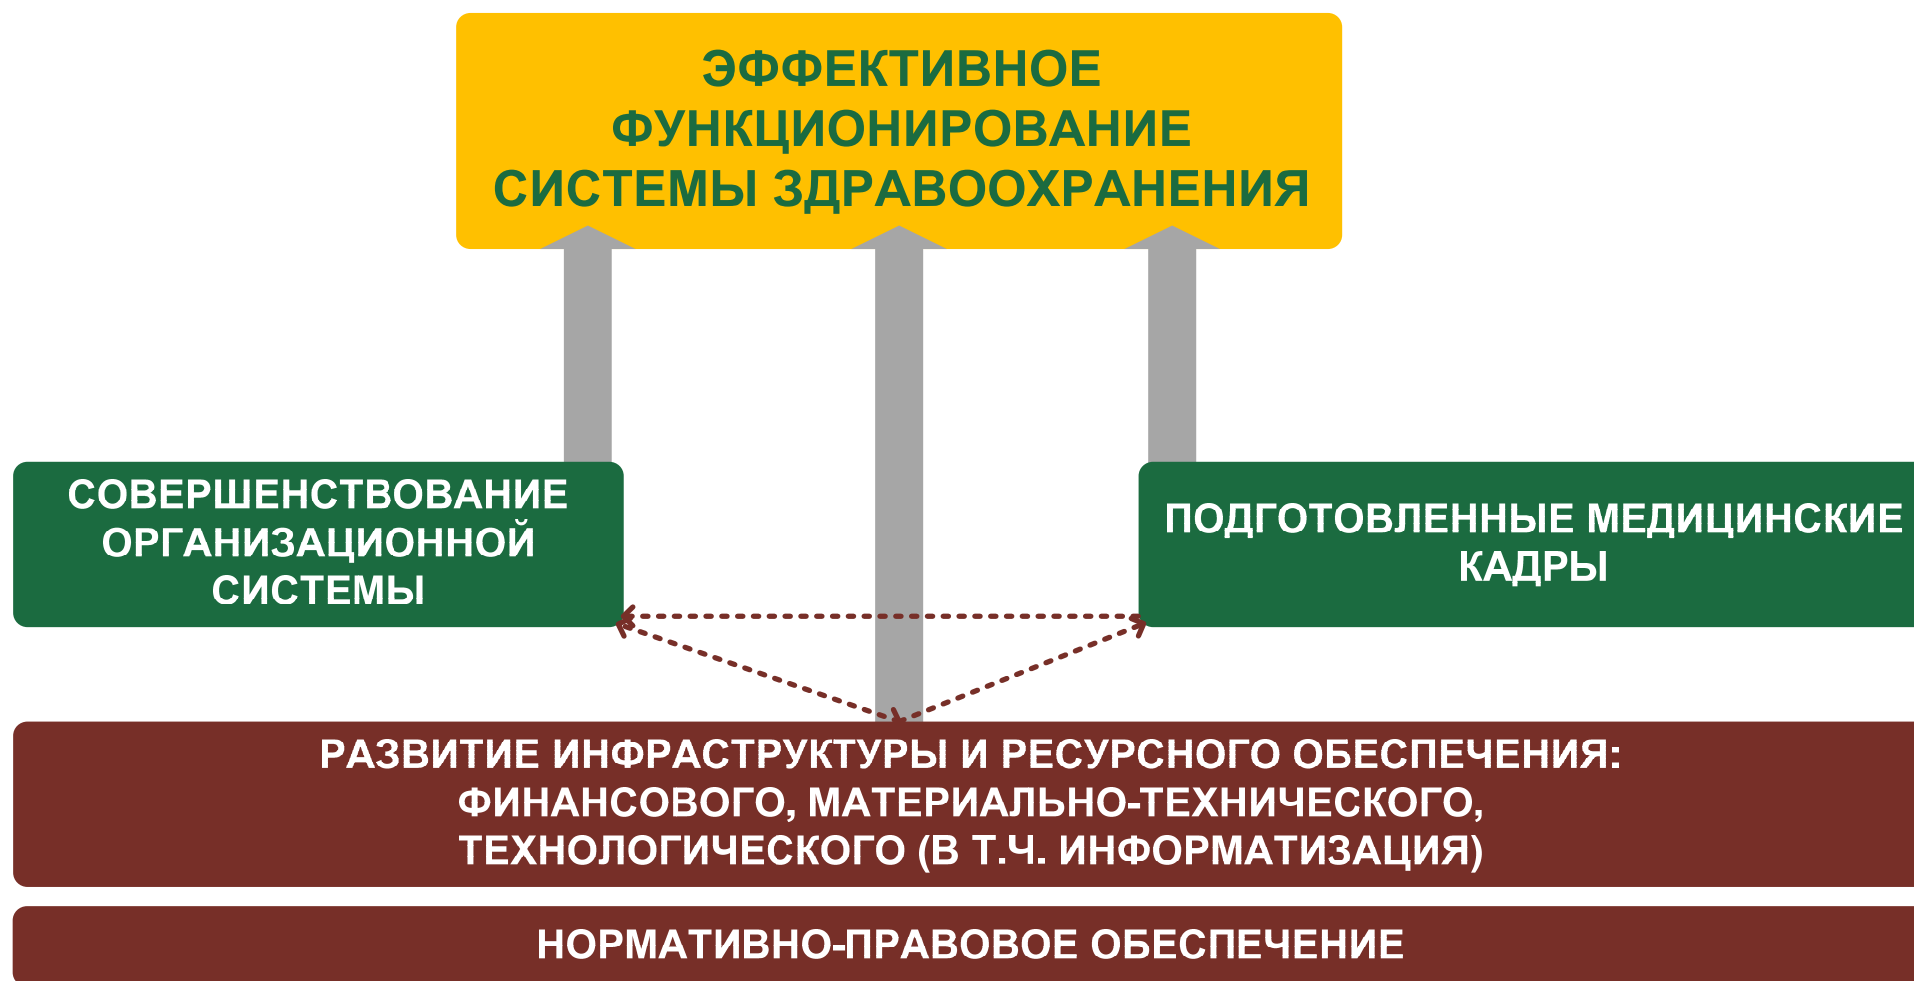 ЭФФЕКТИВНОЕ
ФУНКЦИОНИРОВАНИЕ
СИСТЕМЫ ЗДРАВООХРАНЕНИЯ
СОВЕРШЕНСТВОВАНИЕ
ОРГАНИЗАЦИОННОЙ
СИСТЕМЫ
ПОДГОТОВЛЕННЫЕ МЕДИЦИНСКИЕ
КАДРЫ
РАЗВИТИЕ ИНФРАСТРУКТУРЫ И РЕСУРСНОГО ОБЕСПЕЧЕНИЯ:
ФИНАНСОВОГО, МАТЕРИАЛЬНО-ТЕХНИЧЕСКОГО,
ТЕХНОЛОГИЧЕСКОГО (В Т.Ч. ИНФОРМАТИЗАЦИЯ)
НОРМАТИВНО-ПРАВОВОЕ ОБЕСПЕЧЕНИЕ